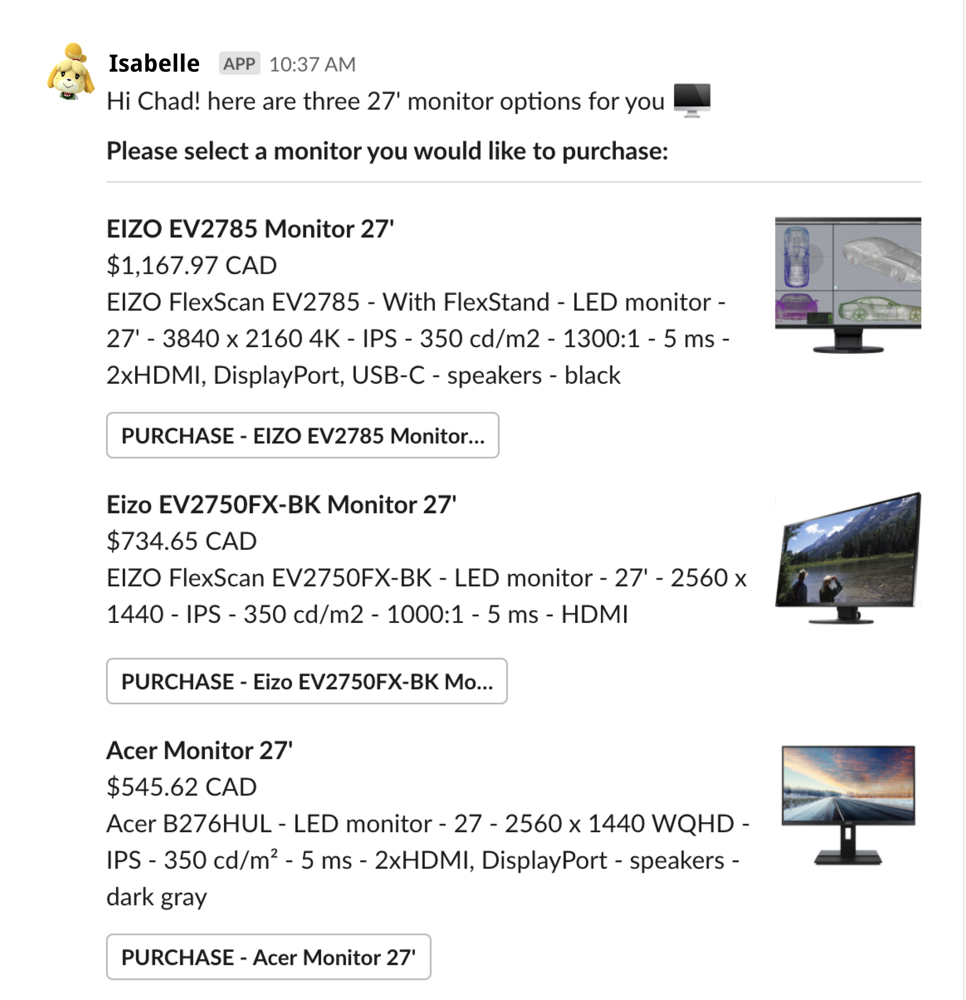 Isabelle APP 10:37 AM
Hi Chad! here are three 27' monitor options for you
Please select a monitor you would like to purchase:
EIZO EV2785 Monitor 27'
$1,167.97 CAD
EIZO FlexScan EV2785 - With FlexStand - LED monitor -
27' - 3840 x 2160 4K - IPS - 350 cd/m2 - 1300:1 - 5 ms -
2xHDMI, DisplayPort, USB-C - speakers - black
PURCHASE - EIZO EV2785 Monitor...
Eizo EV2750FX-BK Monitor 27'
$734.65 CAD
EIZO FlexScan EV2750FX-BK - LED monitor - 27' - 2560 x
1440 - IPS - 350 cd/m2 - 1000:1 - 5 ms - HDMI
PURCHASE - Eizo EV2750FX-BK Mo...
Acer Monitor 27'
$545.62 CAD
Acer B276HUL - LED monitor - 27 - 2560 x 1440 WQHD -
IPS - 350 cd/m² - 5 ms - 2xHDMI, DisplayPort - speakers -
dark gray
PURCHASE - Acer Monitor 27'